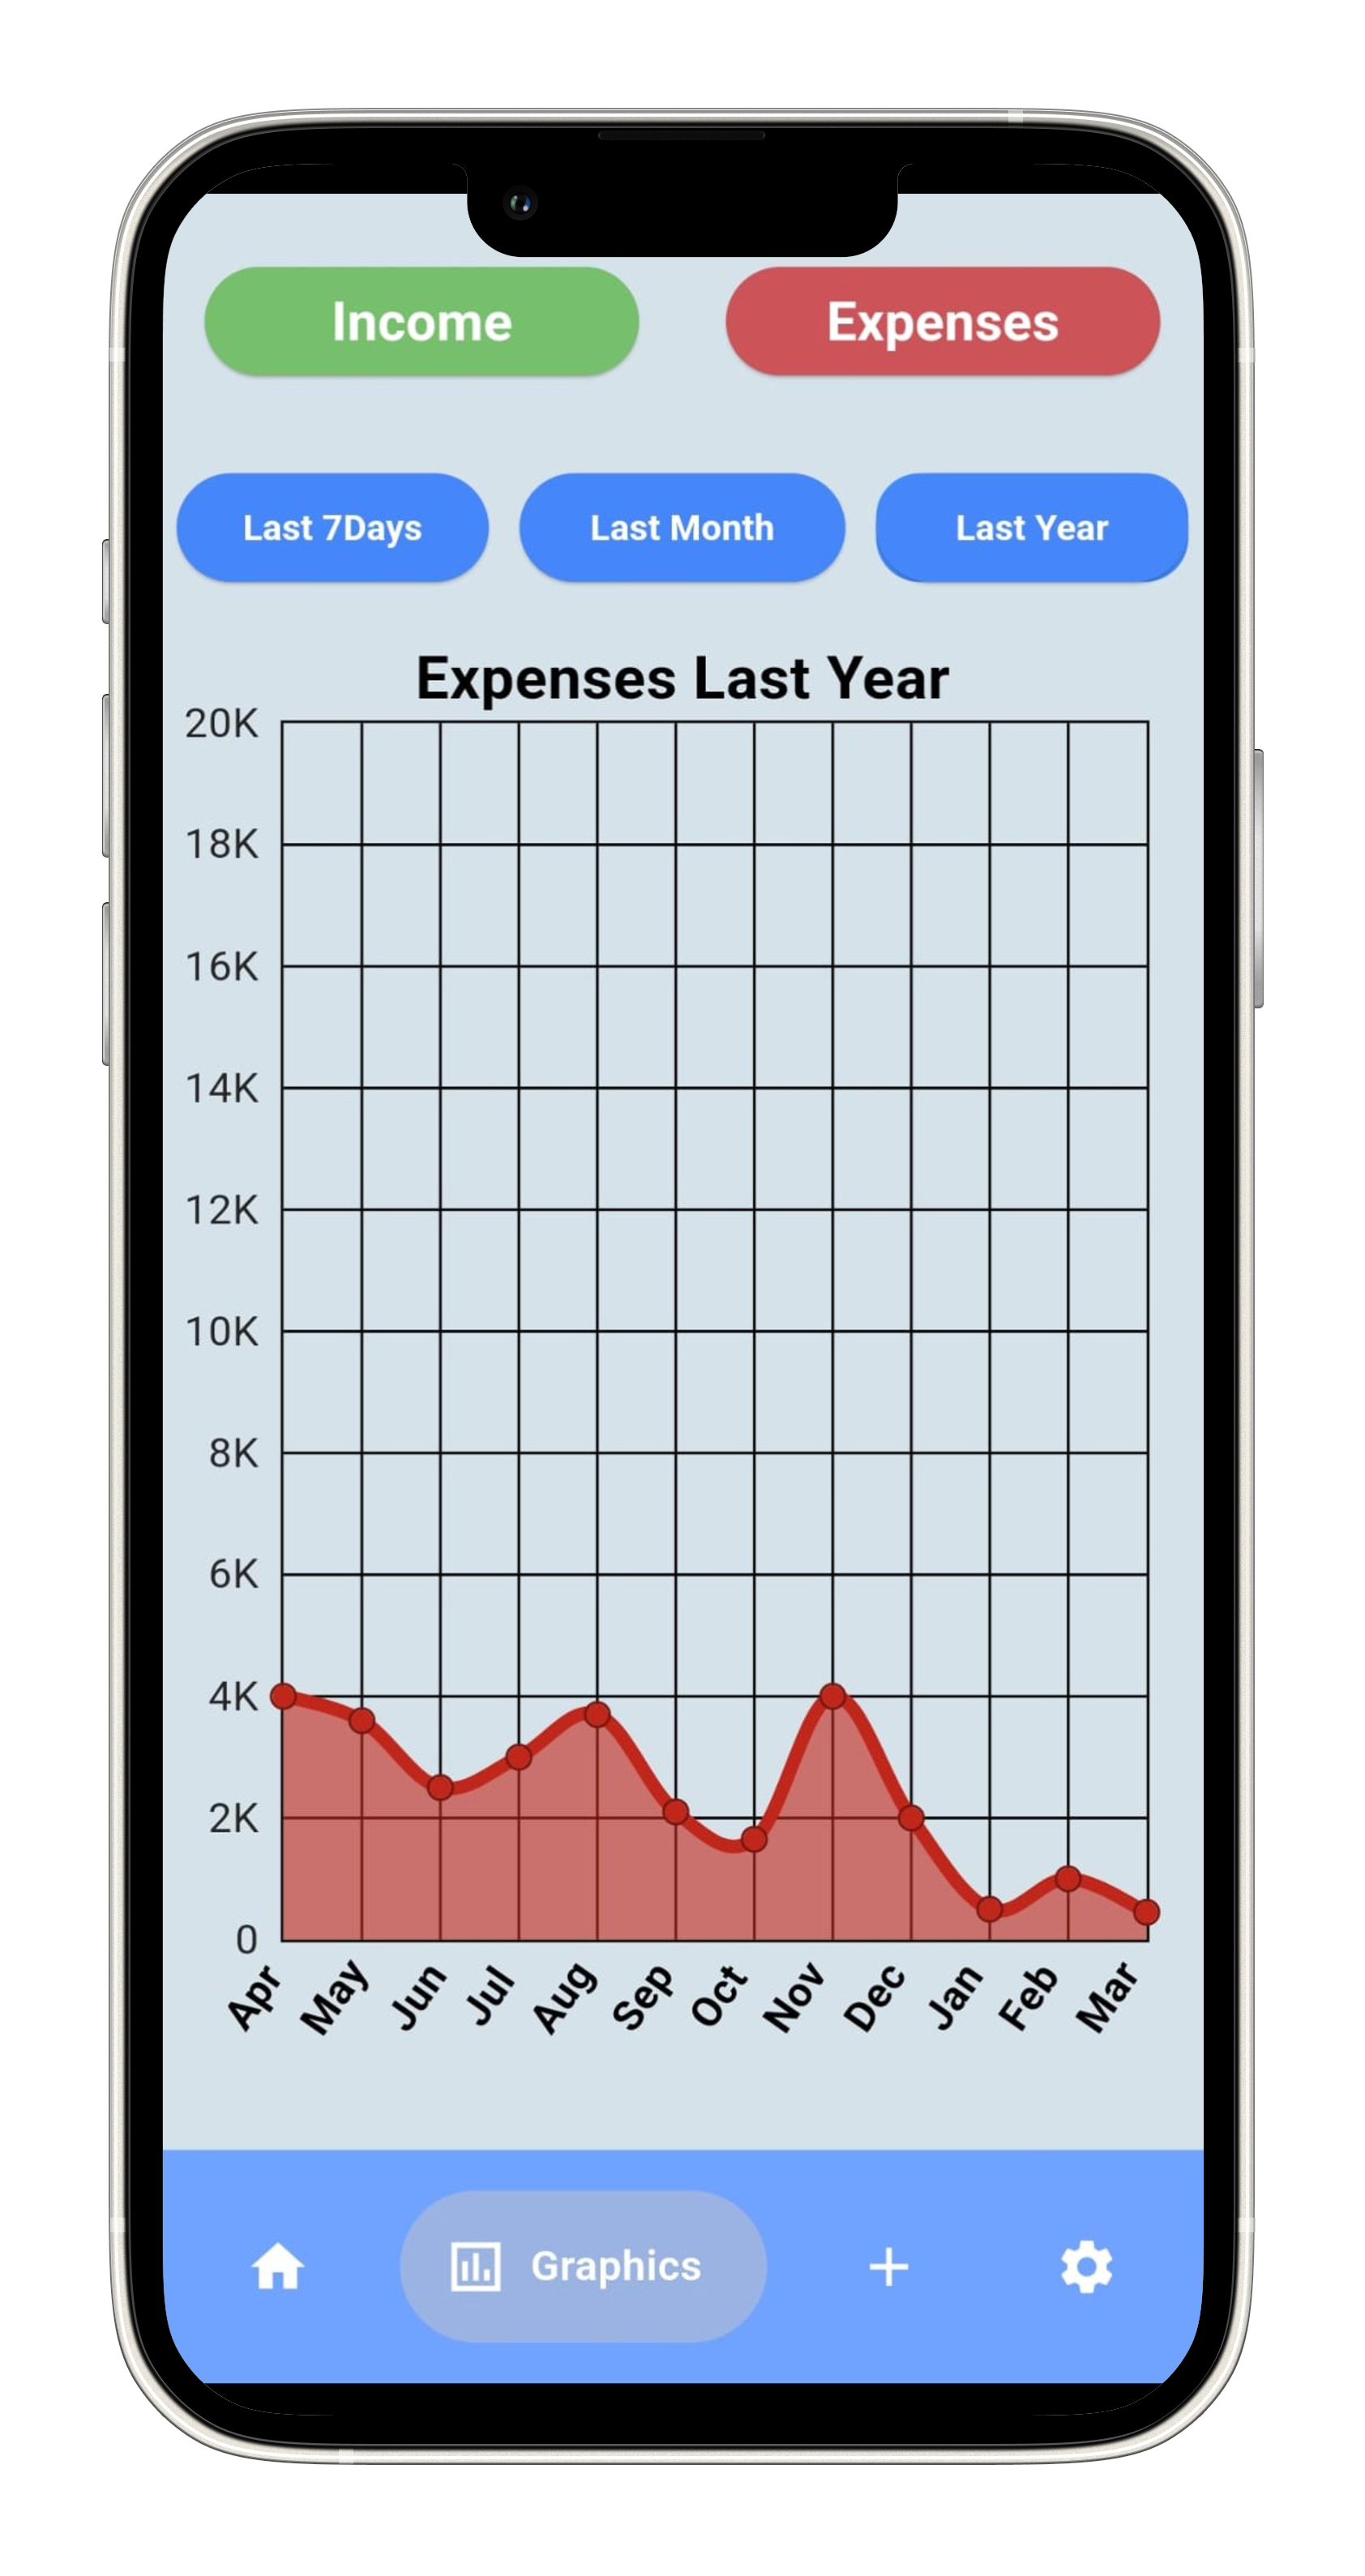 Income Expenses
Last 7Days Last Month Last Year
Expenses Last Year
20K
18K
16K
14K
12K
10K
8K
6K
4K
2K
0
Apr May Jun Jul Aug Sep Oct Nov Dec Jan Feb Mar
Graphics